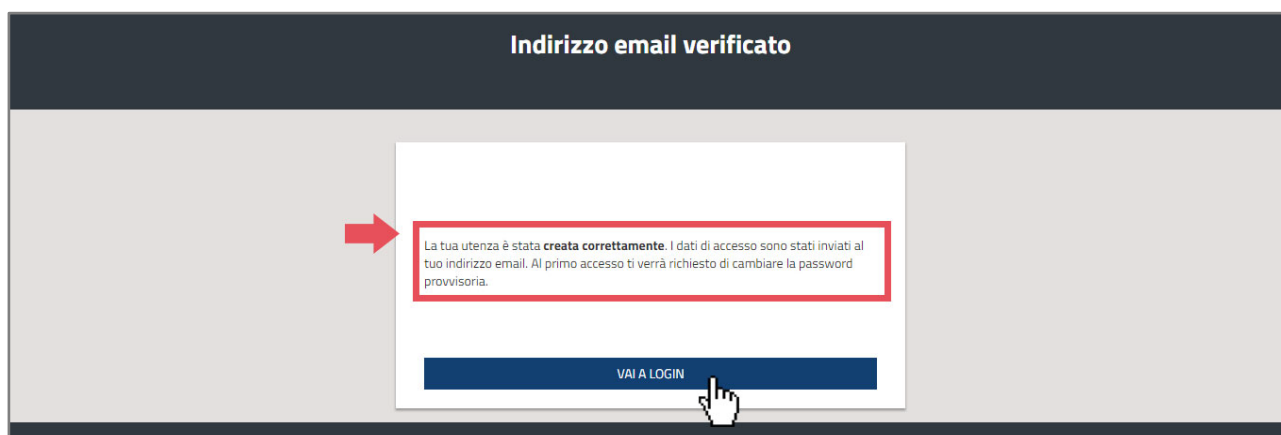 Indirizzo email verificato
La tua utenza è stata creata correttamente. I dati di accesso sono stati inviati al
tuo indirizzo email. Al primo accesso ti verrà richiesto di cambiare la password
provvisoria.
VAI A LOGIN